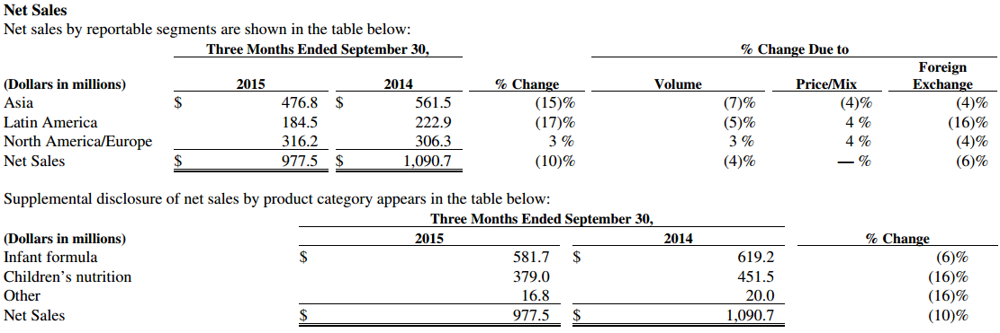 Net Sales
Net sales by reportable segments are shown in the table below:
Three Months Ended September 30, % Change Due to
(Dollars in millions) 2015 2014 % Change Volume Price/Mix Foreign Exchange
Asia $ 476.8 $ 561.5 (15)% (7)% (4)% (4)%
Latin America 184.5 222.9 (17)% (5)% 4 % (16)%
North America/Europe 316.2 306.3 3 % 3 % 4 % (4)%
Net Sales $ 977.5 $ 1,090.7 (10)% (4)% — % (6)%
Supplemental disclosure of net sales by product category appears in the table below:
Three Months Ended September 30,
(Dollars in millions) 2015 2014 % Change
Infant formula $ 581.7 $ 619.2 (6)%
Children’s nutrition 379.0 451.5 (16)%
Other 16.8 20.0 (16)%
Net Sales $ 977.5 $ 1,090.7 (10)%